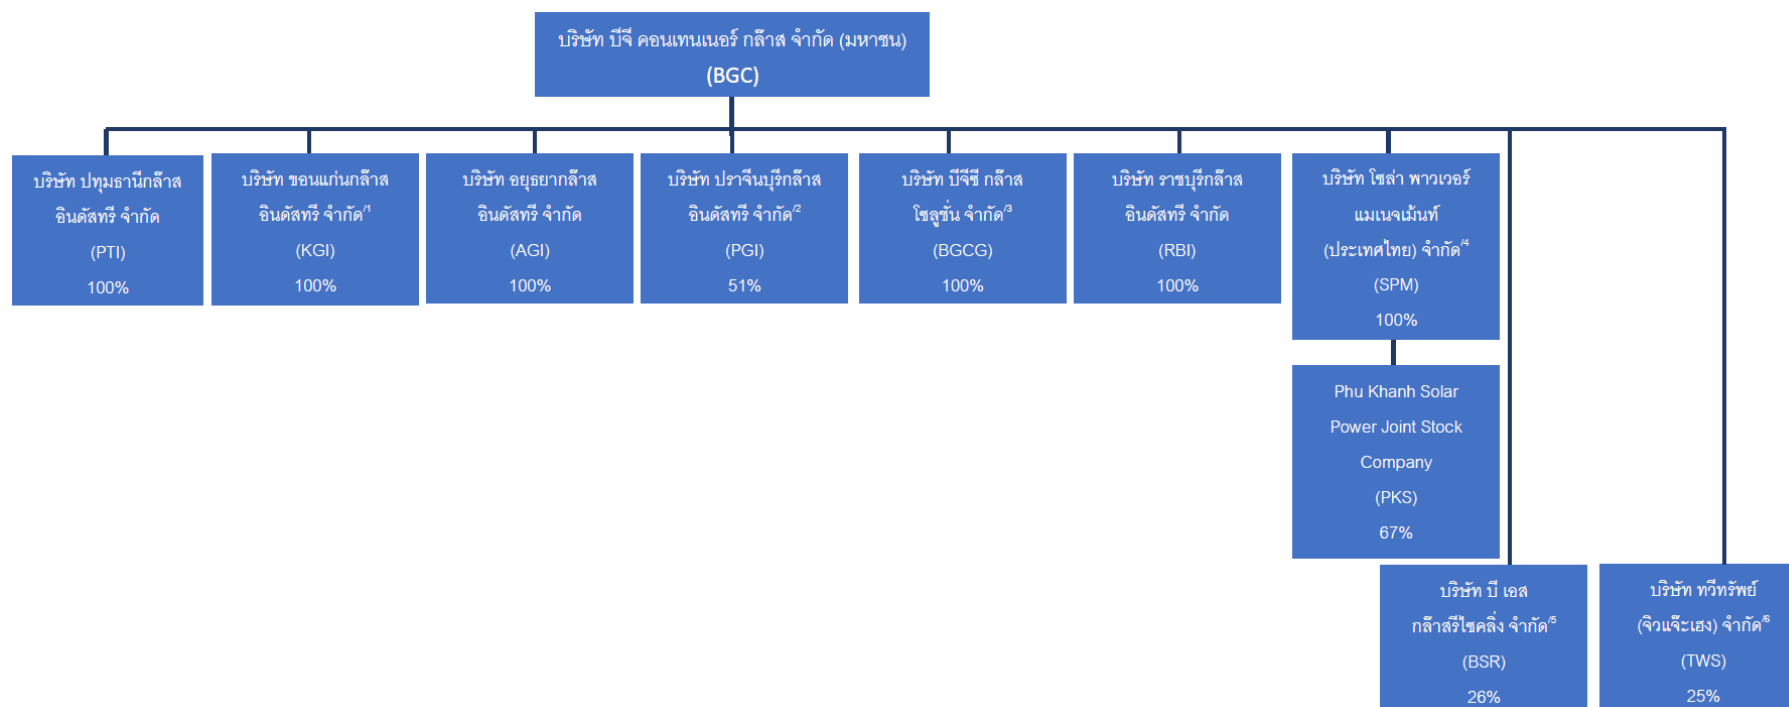 บริษัท บีจี คอนเทนเนอร์ กล๊าส จำกัด (มหาชน)
(BGC)
บริษัท ปทุมธานีกล๊าส
อินดัสทรี จำกัด
(PTI)
100%
บริษัท ขอนแก่นกล๊าส
อินดัสทรี จำกัด/1
(KGI)
100%
บริษัท อยุธยากล๊าส
อินดัสทรี จำกัด
(AGI)
100%
บริษัท ปราจีนบุรีกล๊าส
อินดัสทรี จำกัด/2
(PGI)
51%
บริษัท บีจีซี กล๊าส
โซลูชั่น จำกัด/3
(BGCG)
100%
บริษัท ราชบุรีกล๊าส
อินดัสทรี จำกัด
(RBI)
100%
บริษัท โซล่า พาวเวอร์
แมเนจเม้นท์
(ประเทศไทย) จำกัด/4
(SPM)
100%
Phu Khanh Solar
Power Joint Stock
Company
(PKS)
67%
บริษัท บี เอส
กล๊าสรีไซคลิ่ง จำกัด/5
(BSR)
26%
บริษัท ทวีทรัพย์
(จิวแจ๊ะเฮง) จำกัด/6
(TWS)
25%